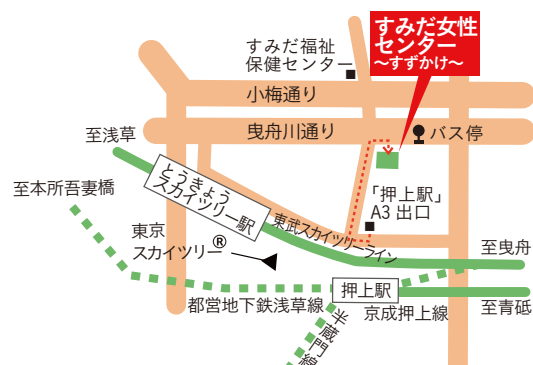 すみだ女性
センター
〜すずかけ〜
すみだ福祉
保健センター
小梅通り
曳舟川通り
バス停
至浅草
とうきょう
スカイツリー駅
至本所吾妻橋
「押上駅」
A3 出口
東武スカイツリーライン
東京
スカイツリー®
至曳舟
押上駅
都営地下鉄浅草線
京成押上線
至青砥
半蔵門線